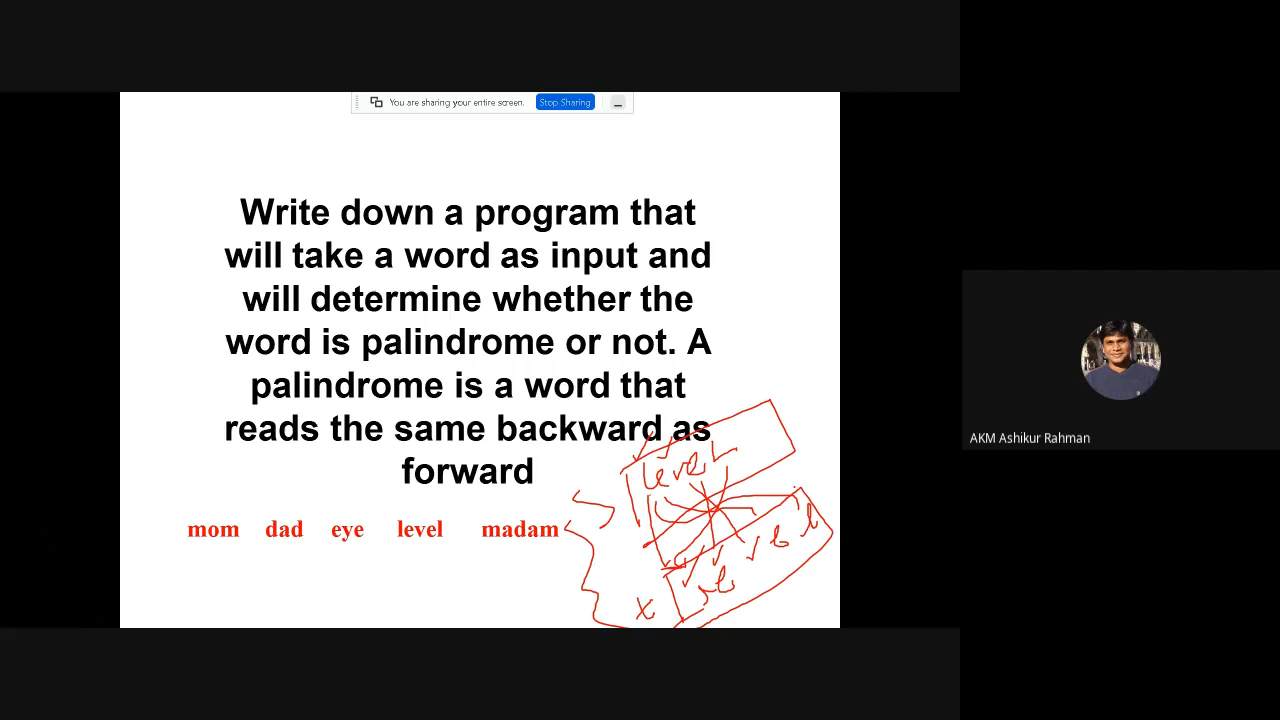 You are sharing your entire screen. Stop Sharing
Write down a program that
will take a word as input and
will determine whether the
word is palindrome or not. A
palindrome is a word that
reads the same backward as
forward
level
mom dad eye level madam
AKM Ashikur Rahman